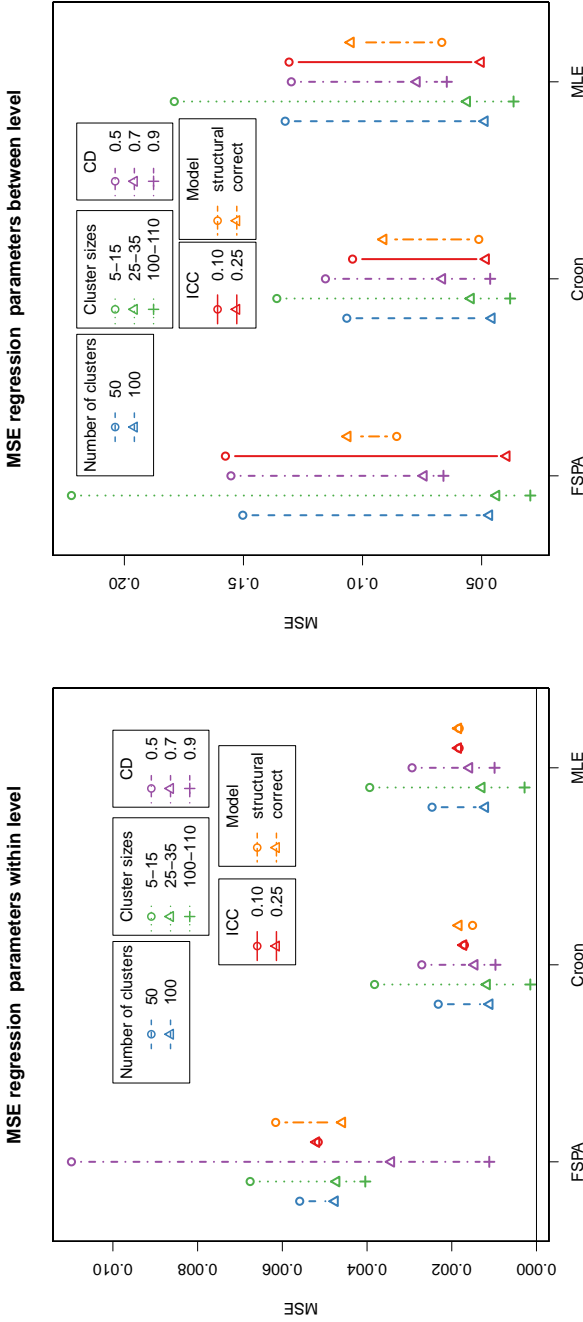 MSE regression  parameters within level
MSE
0.000
0.002
0.004
0.006
0.008
0.010
FSPA
Croon
MLE
Number of clusters
50
100
Cluster sizes
5−15
25−35
100−110
CD
0.5
0.7
0.9
ICC
0.10
0.25
Model
structural
correct
MSE regression  parameters between level
MSE
0.05
0.10
0.15
0.20
FSPA
Croon
MLE
Number of clusters
50
100
Cluster sizes
5−15
25−35
100−110
CD
0.5
0.7
0.9
ICC
0.10
0.25
Model
structural
correct